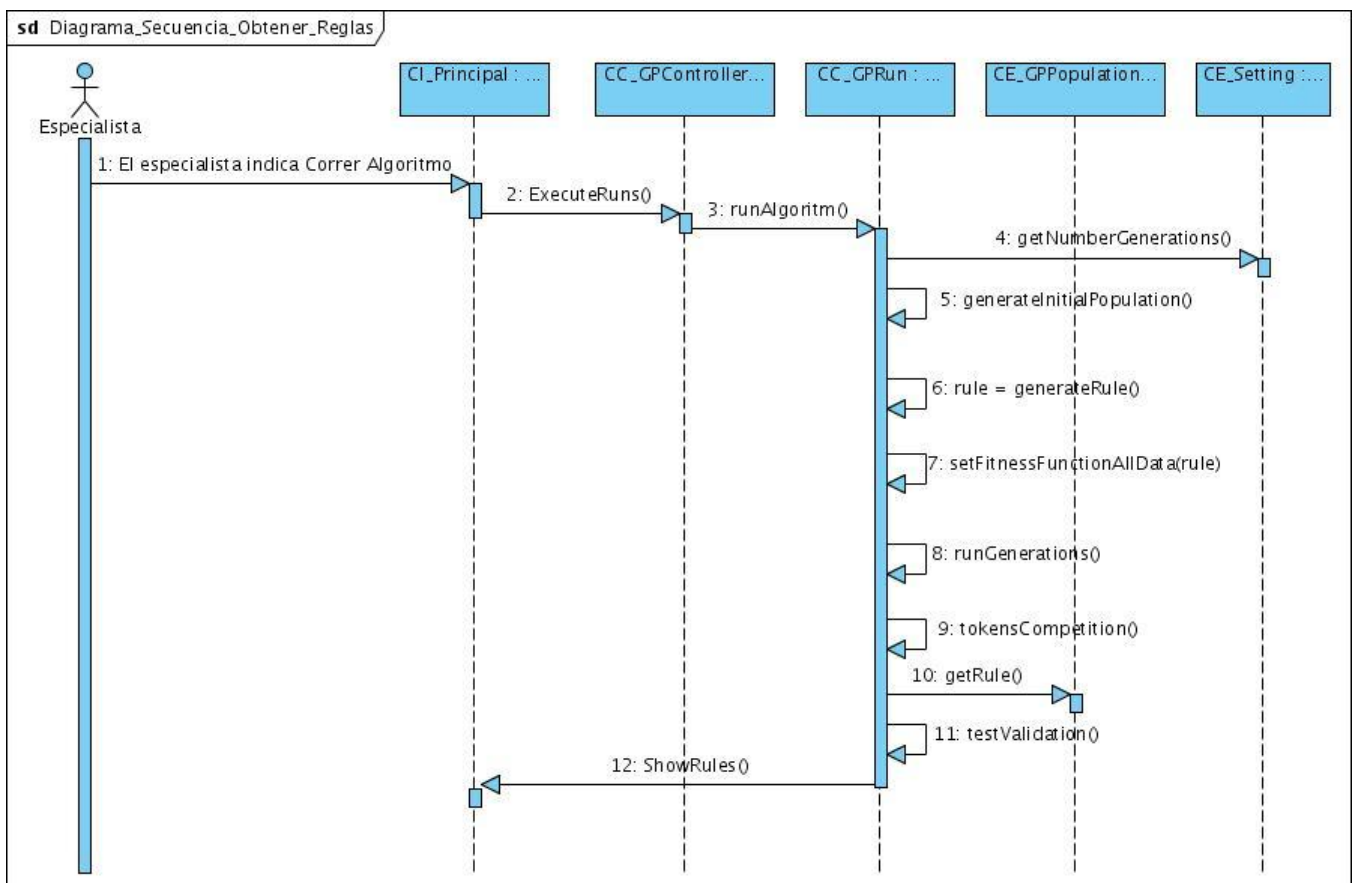 sd Diagrama_Secuencia_Obtener_Reglas
Especialista
CI_Principal : ...
CC_GPController...
CC_GPRun : ...
CE_GPPopulation...
CE_Setting :...
1: El especialista indica Correr Algoritmo
2: ExecuteRuns()
3: runAlgoritm()
4: getNumberGenerations()
5: generateInitialPopulation()
6: rule = generateRule()
7: setFitnessFunctionAllData(rule)
8: runGenerations()
9: tokensCompetition()
10: getRule()
11: testValidation()
12: ShowRules()